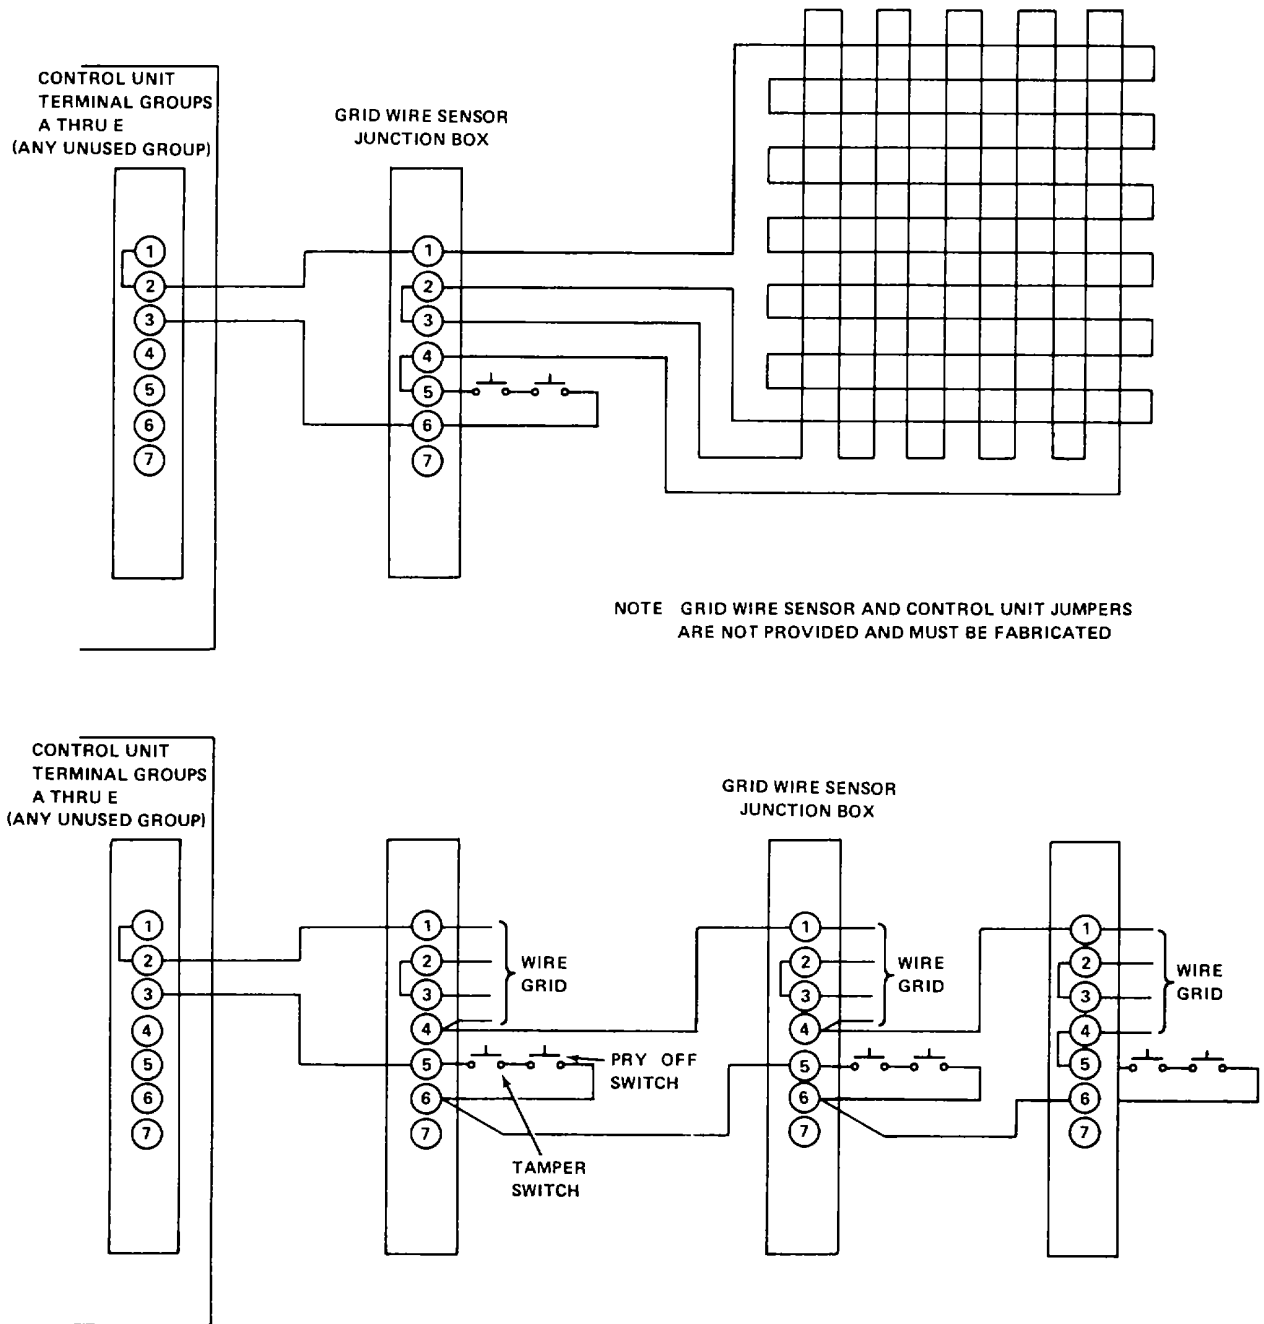 CONTROL UNIT
TERMINAL GROUPS
A THRU E
(ANY UNUSED GROUP)
GRID WIRE SENSOR
JUNCTION BOX
1
2
3
4
5
6
7
1
2
3
4
5
6
7
NOTE GRID WIRE SENSOR AND CONTROL UNIT JUMPERS
ARE NOT PROVIDED AND MUST BE FABRICATED
CONTROL UNIT
TERMINAL GROUPS
A THRU E
(ANY UNUSED GROUP)
GRID WIRE SENSOR
JUNCTION BOX
1
2
3
4
5
6
7
1
2
3
4
5
6
7
WIRE
GRID
PRY OFF
SWITCH
TAMPER
SWITCH
1
2
3
4
5
6
7
WIRE
GRID
1
2
3
4
5
6
7
WIRE
GRID